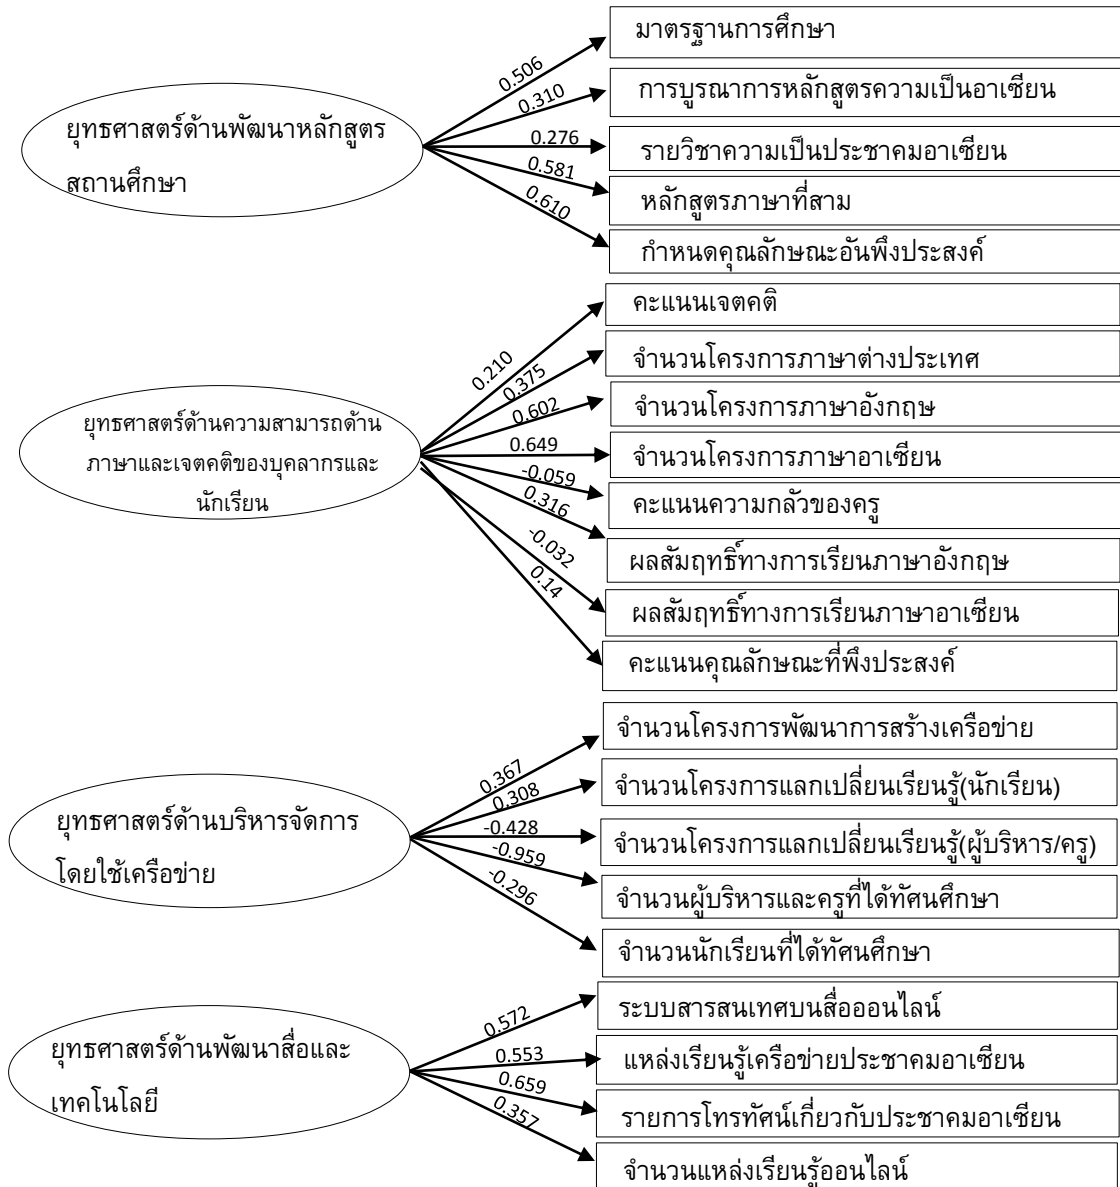 ยุทธศาสตร์ด้านพัฒนาหลักสูตร
สถานศึกษา
0.506
0.310
0.276
0.581
0.610
มาตรฐานการศึกษา
การบูรณาการหลักสูตรความเป็นอาเซียน
รายวิชาความเป็นประชาคมอาเซียน
หลักสูตรภาษาที่สาม
กำหนดคุณลักษณะอันพึงประสงค์
ยุทธศาสตร์ด้านความสามารถด้าน
ภาษาและเจตคติของบุคลากรและ
นักเรียน
0.210
0.375
0.602
0.649
-0.059
0.316
-0.032
0.14
คะแนนเจตคติ
จำนวนโครงการภาษาต่างประเทศ
จำนวนโครงการภาษาอังกฤษ
จำนวนโครงการภาษาอาเซียน
คะแนนความกลัวของครู
ผลสัมฤทธิ์ทางการเรียนภาษาอังกฤษ
ผลสัมฤทธิ์ทางการเรียนภาษาอาเซียน
คะแนนคุณลักษณะที่พึงประสงค์
ยุทธศาสตร์ด้านบริหารจัดการ
โดยใช้เครือข่าย
0.367
0.308
-0.428
-0.959
-0.296
จำนวนโครงการพัฒนาการสร้างเครือข่าย
จำนวนโครงการแลกเปลี่ยนเรียนรู้(นักเรียน)
จำนวนโครงการแลกเปลี่ยนเรียนรู้(ผู้บริหาร/ครู)
จำนวนผู้บริหารและครูที่ได้ทัศนศึกษา
จำนวนนักเรียนที่ได้ทัศนศึกษา
ยุทธศาสตร์ด้านพัฒนาสื่อและ
เทคโนโลยี
0.572
0.553
0.659
0.357
ระบบสารสนเทศบนสื่อออนไลน์
แหล่งเรียนรู้เครือข่ายประชาคมอาเซียน
รายการโทรทัศน์เกี่ยวกับประชาคมอาเซียน
จำนวนแหล่งเรียนรู้ออนไลน์